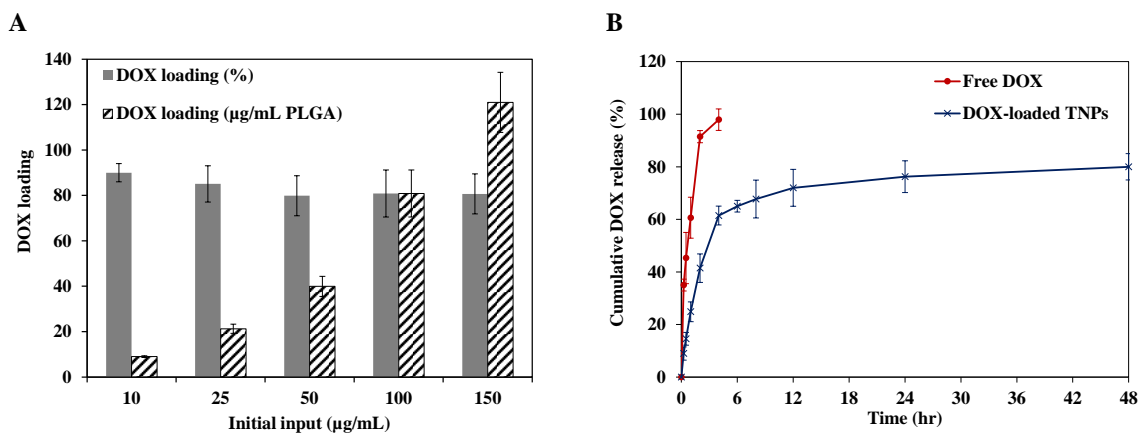 A
DOX loading
140
120
100
80
60
40
20
0
DOX loading (%)
DOX loading (µg/mL PLGA)
10 25 50 100 150
Initial input (µg/mL)
B
Cumulative DOX release (%)
120
100
80
60
40
20
0
Free DOX
DOX-loaded TNPs
0 6 12 18 24 30 36 42 48
Time (hr)